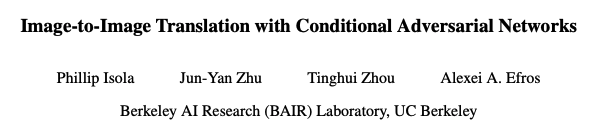 Image-to-Image Translation with Conditional Adversarial Networks
Phillip Isola Jun-Yan Zhu Tinghui Zhou Alexei A. Efros
Berkeley AI Research (BAIR) Laboratory, UC Berkeley